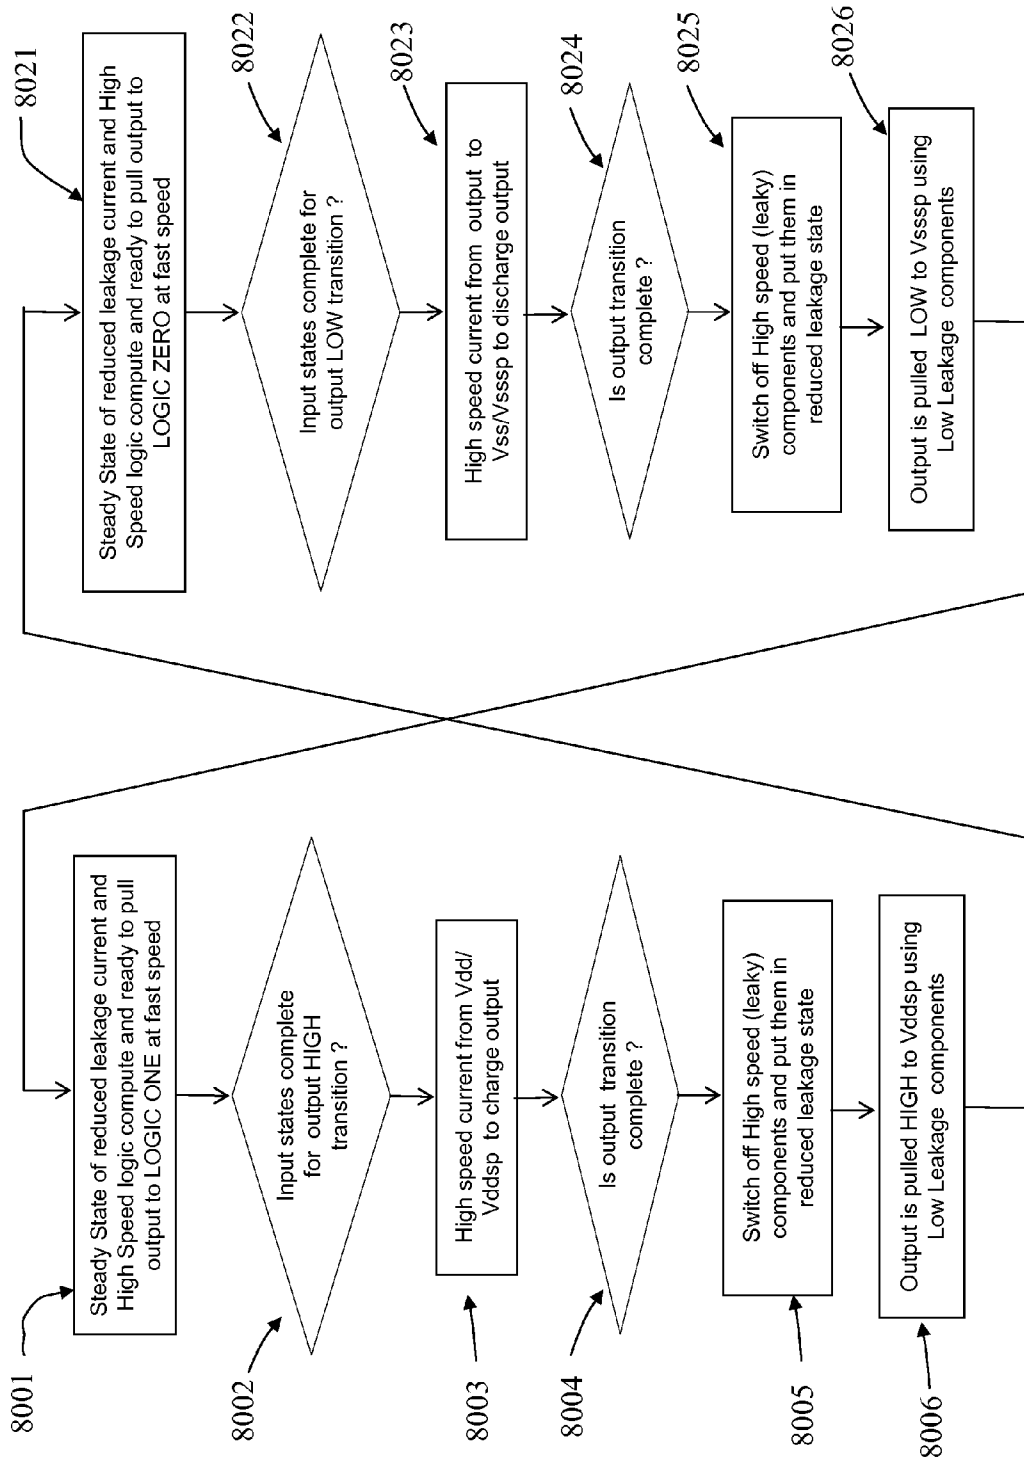 8001
Steady State of reduced leakage current and
High Speed logic compute and ready to pull
output to LOGIC ONE at fast speed
8002
Input states complete
for output HIGH
transition ?
8003
High speed current from Vdd/
Vddsp to charge output
8004
Is output transition
complete ?
8005
Switch off High speed (leaky)
components and put them in
reduced leakage state
8006
Output is pulled HIGH to Vddsp using
Low Leakage components
8021
Steady State of reduced leakage current and High
Speed logic compute and ready to pull output to
LOGIC ZERO at fast speed
8022
Input states complete for
output LOW transition ?
8023
High speed current from output to
Vss/Vsssp to discharge output
8024
Is output transition
complete ?
8025
Switch off High speed (leaky)
components and put them in
reduced leakage state
8026
Output is pulled LOW to Vsssp using
Low Leakage components